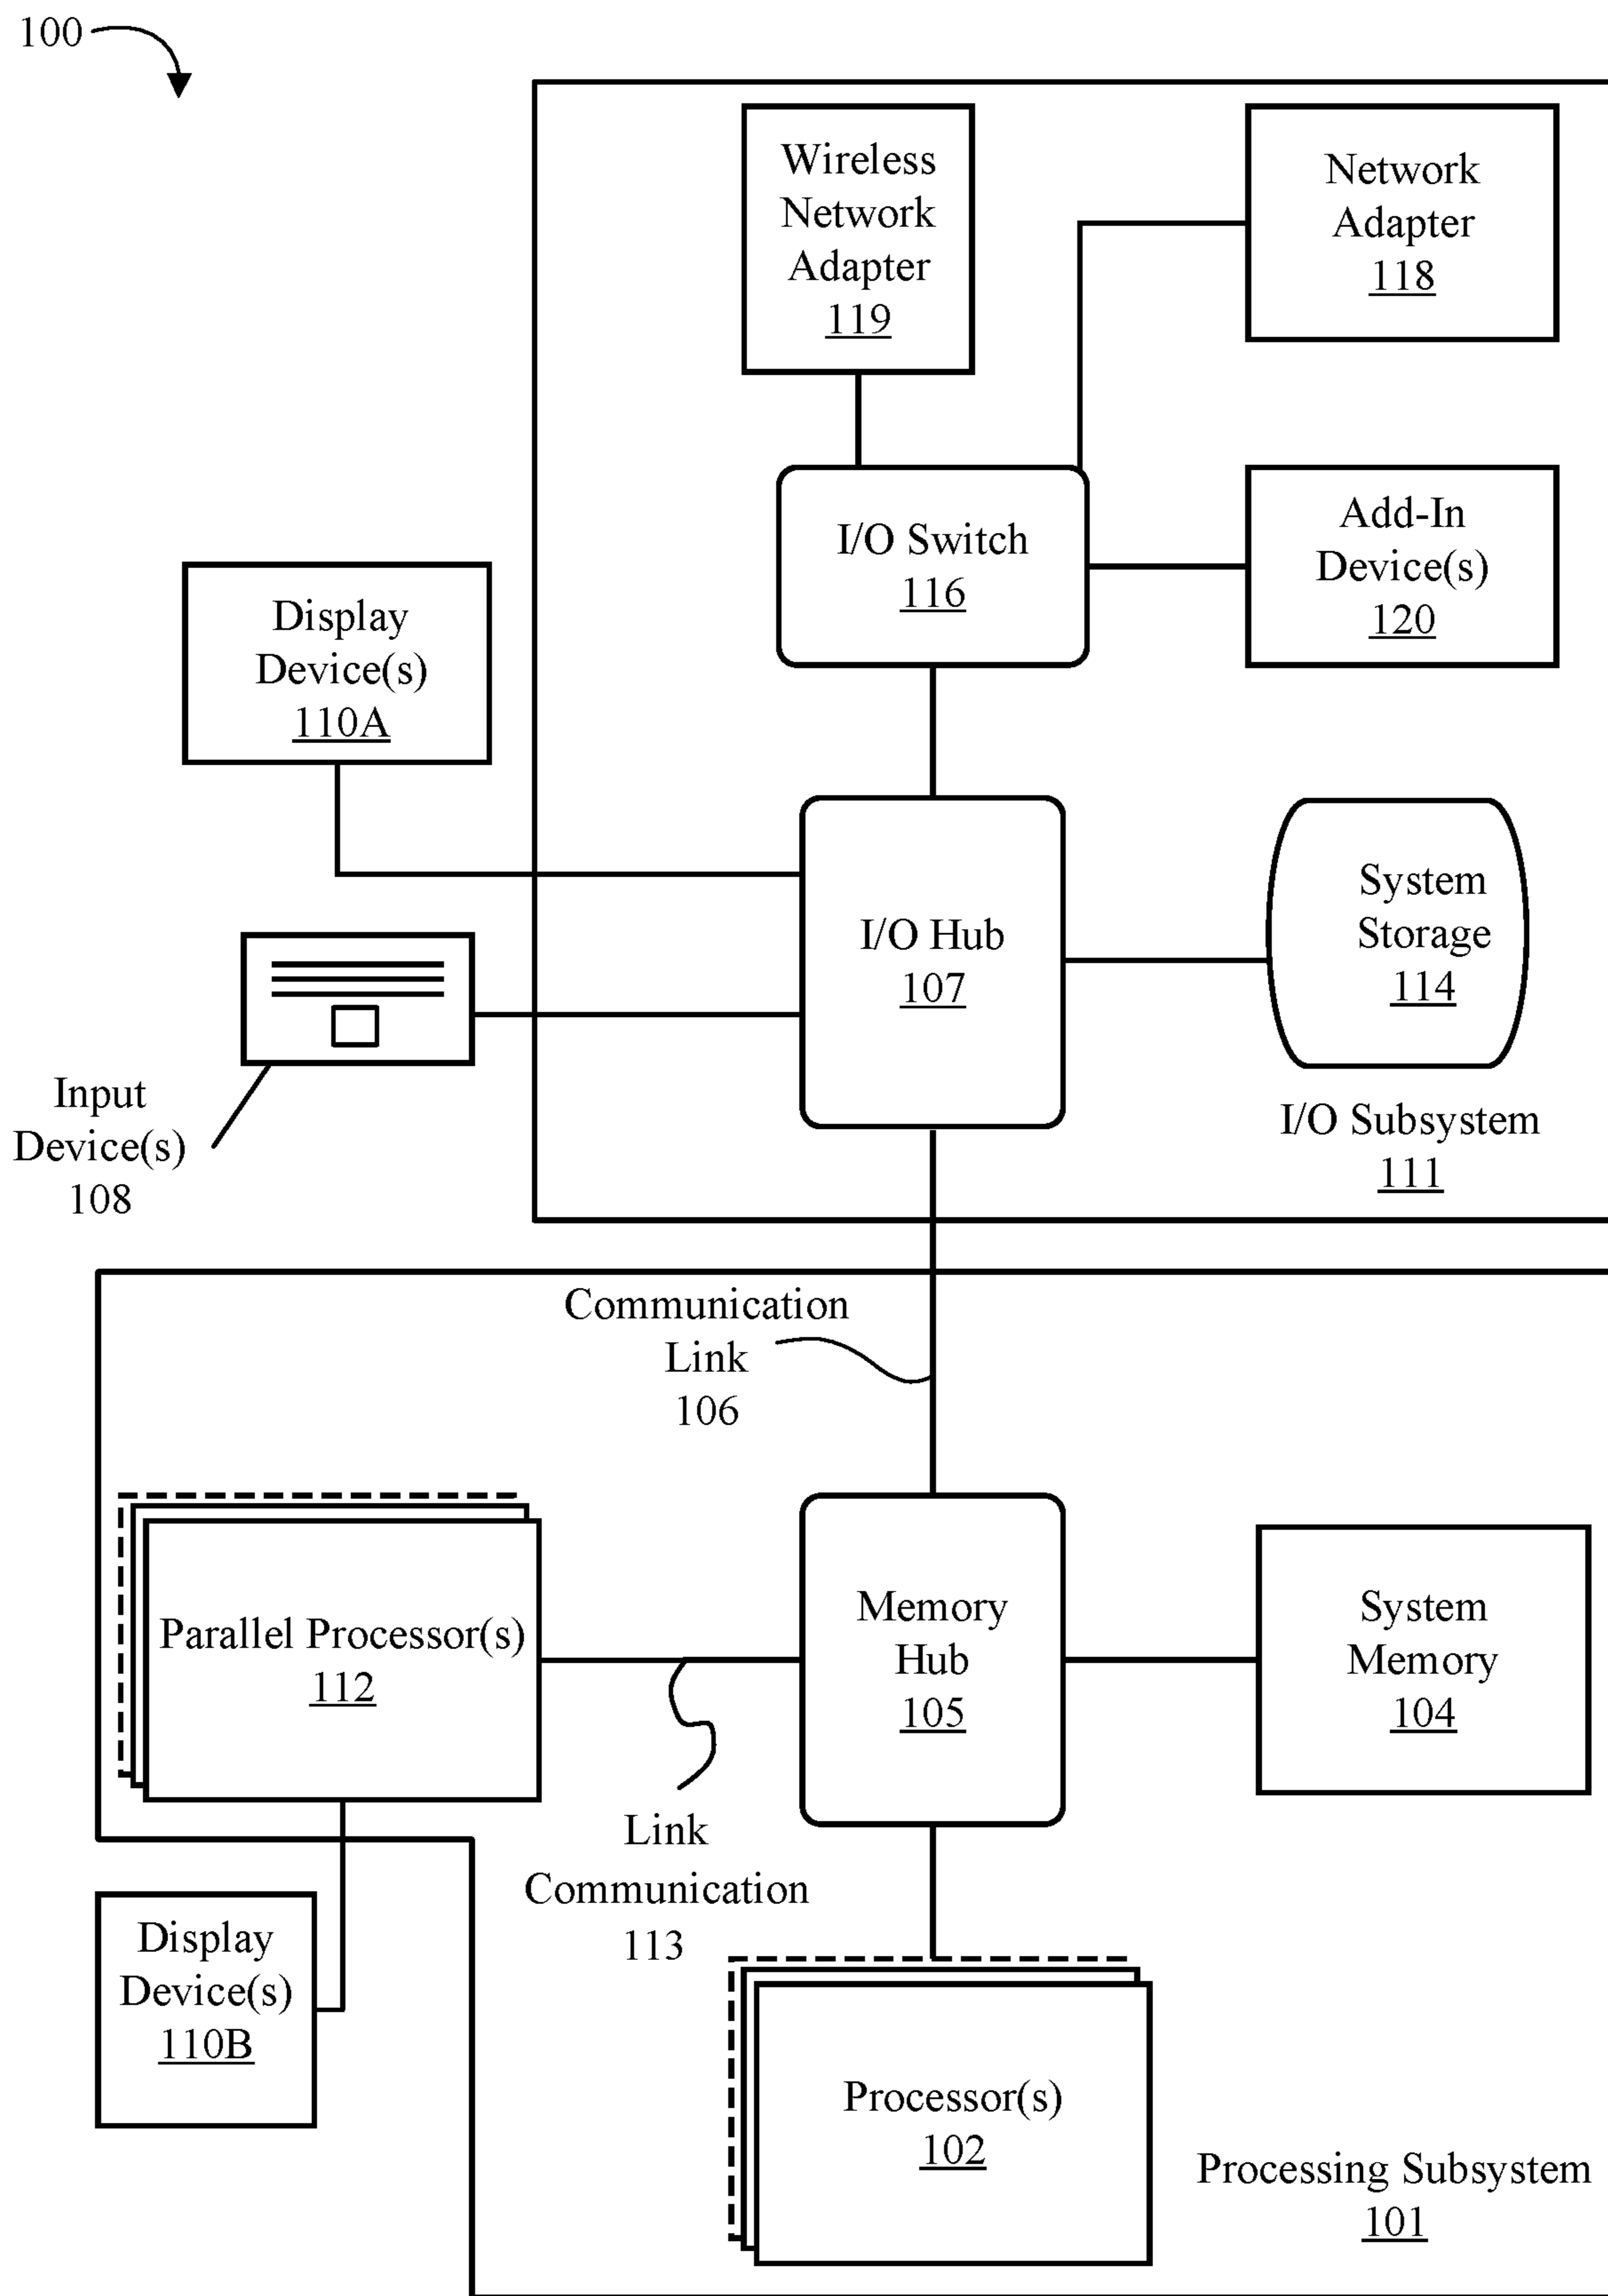 100
Wireless
Network
Adapter
119
Network
Adapter
118
I/O Switch
116
Add-In
Device(s)
120
Display
Device(s)
110A
I/O Hub
107
System
Storage
114
Input
Device(s)
108
I/O Subsystem
111
Communication
Link
106
Parallel Processor(s)
112
Memory
Hub
105
System
Memory
104
Link
Communication
113
Display
Device(s)
110B
Processor(s)
102
Processing Subsystem
101